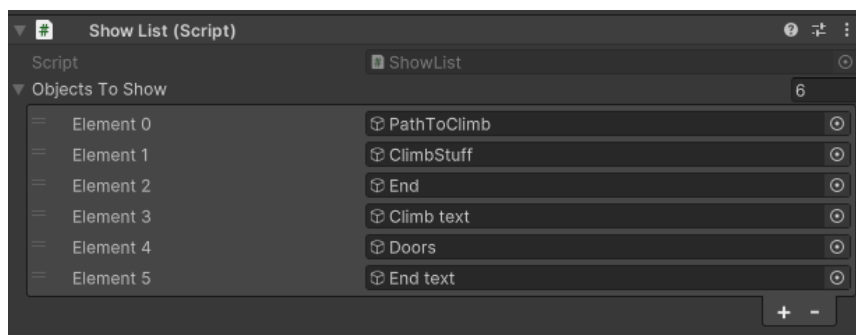 # Show List (Script)
Script ShowList
Objects To Show 6
Element 0 PathToClimb
Element 1 ClimbStuff
Element 2 End
Element 3 Climb text
Element 4 Doors
Element 5 End text
+ -